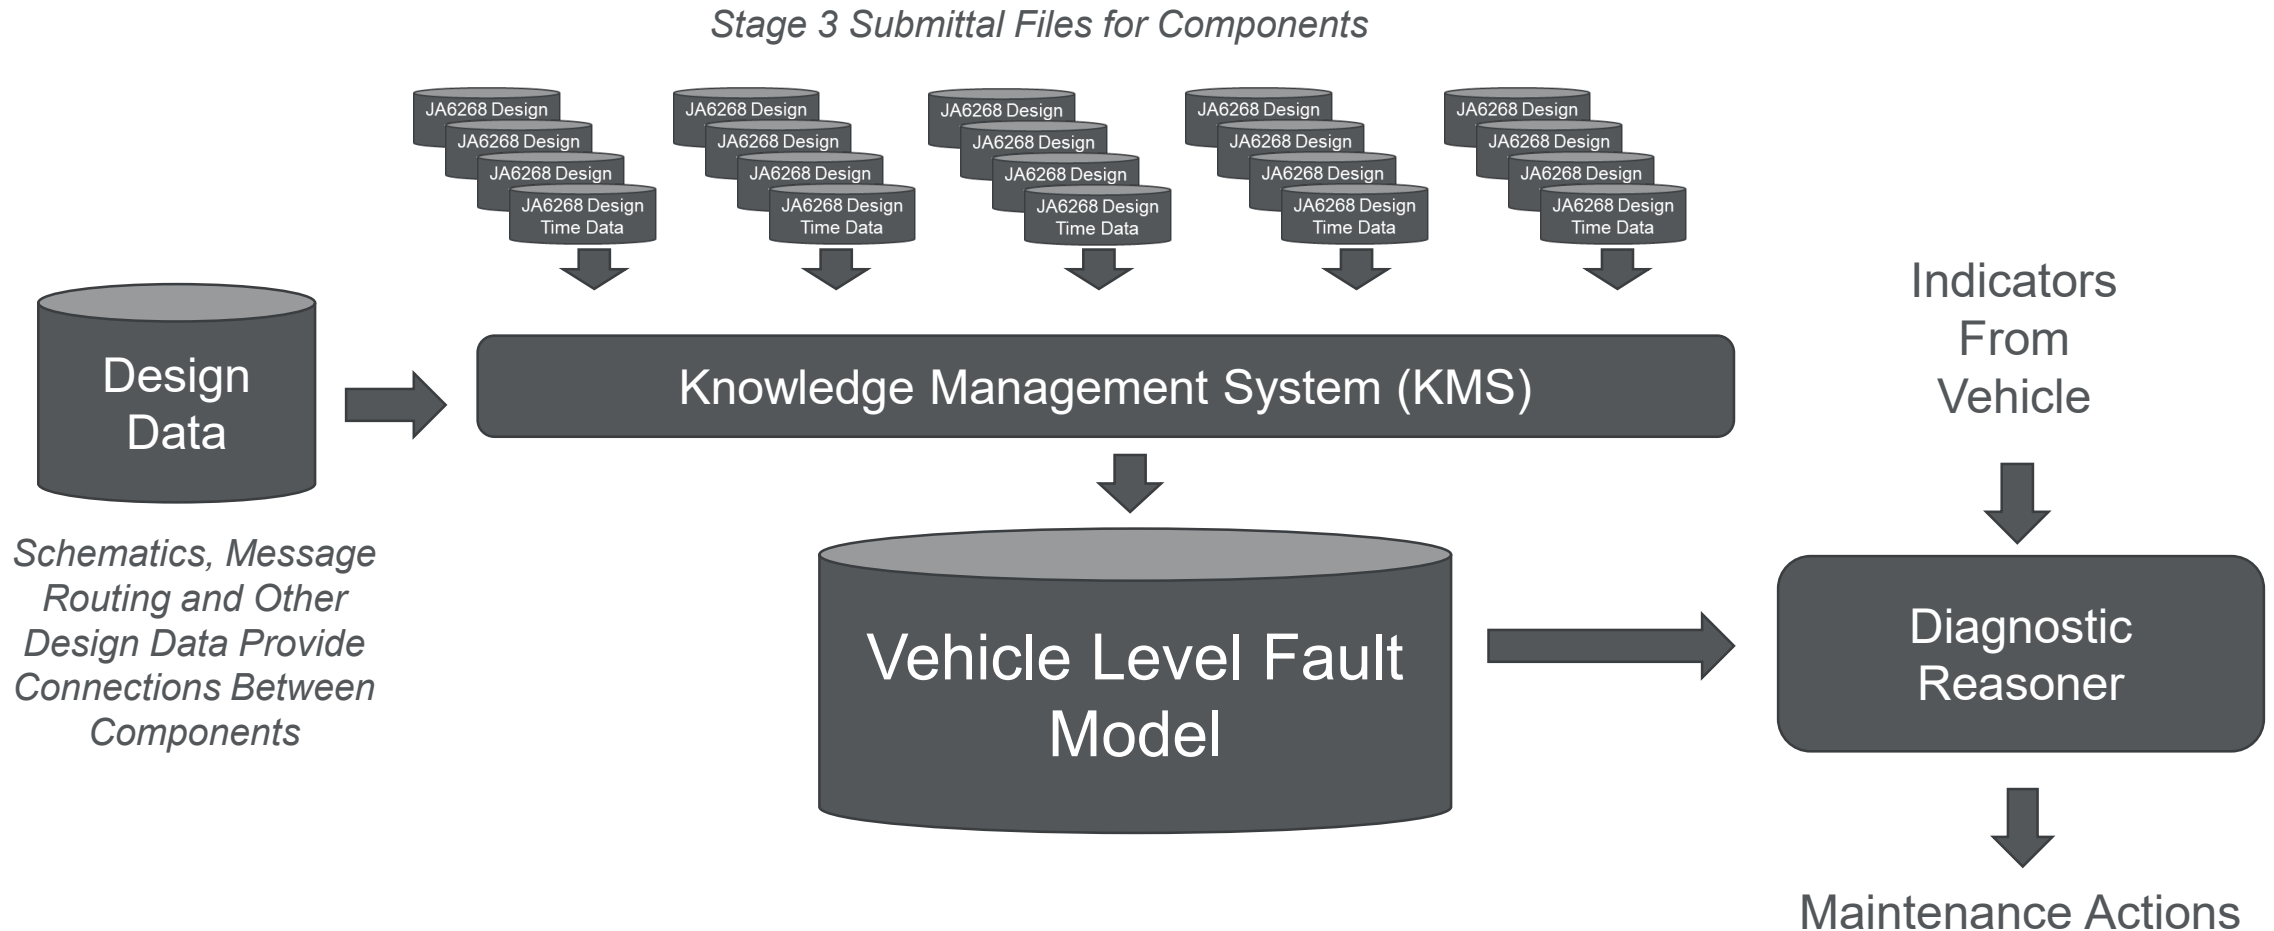 Stage 3 Submittal Files for Components
JA6268 Design
JA6268 Design
JA6268 Design
JA6268 Design
Time Data
JA6268 Design
JA6268 Design
JA6268 Design
JA6268 Design
Time Data
JA6268 Design
JA6268 Design
JA6268 Design
JA6268 Design
Time Data
JA6268 Design
JA6268 Design
JA6268 Design
JA6268 Design
Time Data
JA6268 Design
JA6268 Design
JA6268 Design
JA6268 Design
Time Data
Design
Data
Schematics, Message
Routing and Other
Design Data Provide
Connections Between
Components
Knowledge Management System (KMS)
Vehicle Level Fault
Model
Indicators
From
Vehicle
Diagnostic
Reasoner
Maintenance Actions